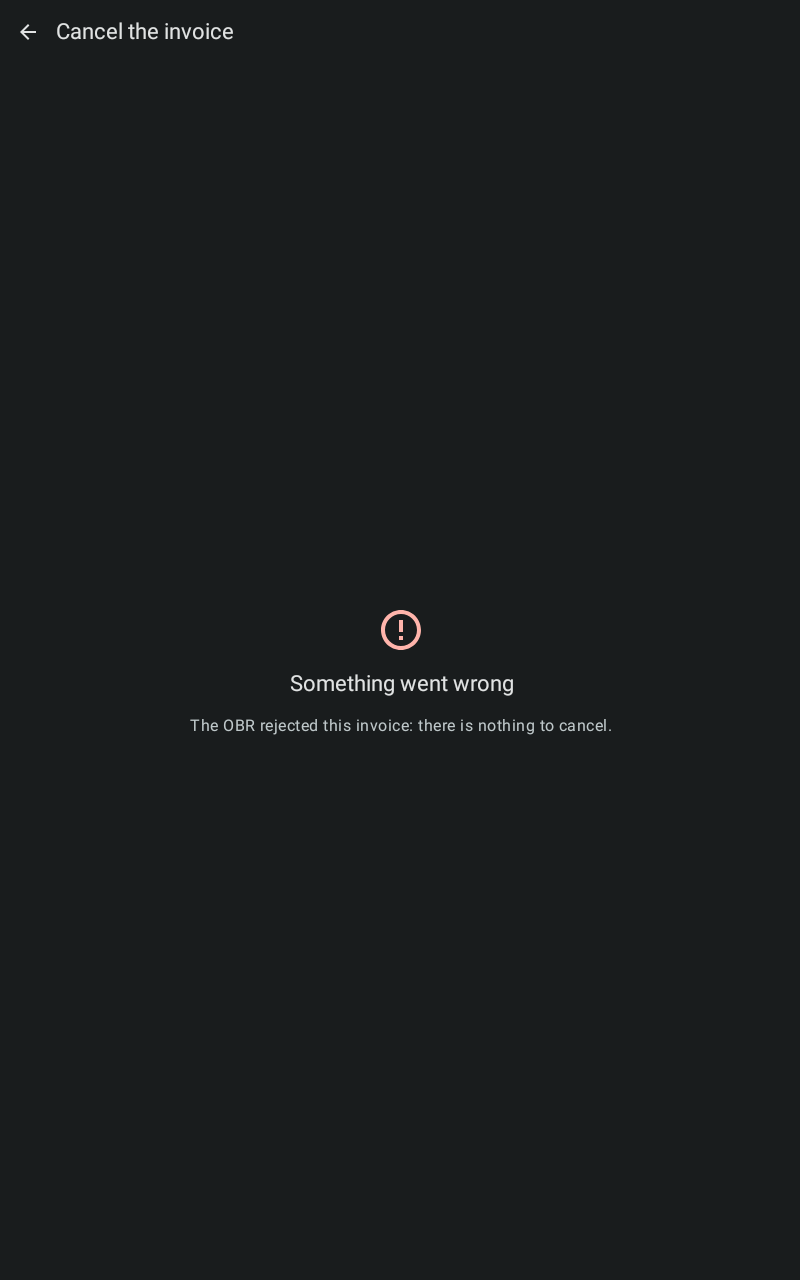 Cancel the invoice
Something went wrong
The OBR rejected this invoice: there is nothing to cancel.